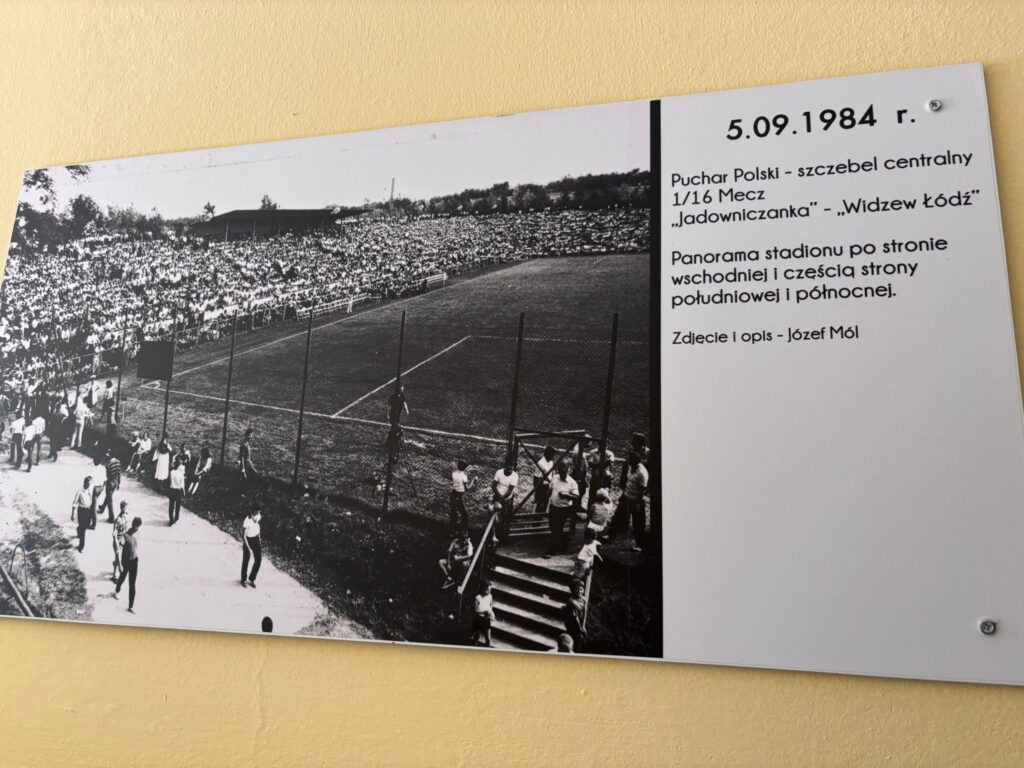 5.09.1984 r.
Puchar Polski - szczebel centralny
1/16 Mecz
„Jadowniczanka” - „Widzew Łódź”
Panorama stadionu po stronie
wschodniej i częścią strony
południowej i północnej.
Zdjecie i opis - Józef Mól